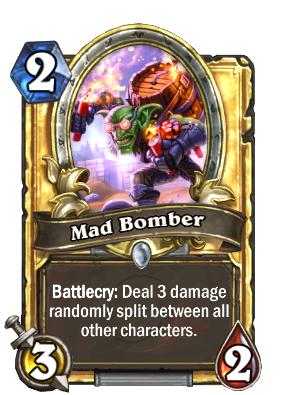 2
Mad Bomber
Battlecry: Deal 3 damage
randomly split between all
other characters.
3
2